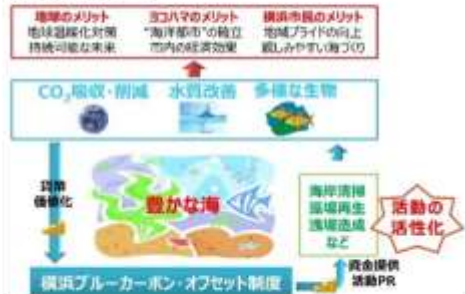 地球のメリット
地球温暖化対策
持続可能な未来
ヨコハマのメリット
“海洋都市”の確立
市内の経済効果
横浜市民のメリット
地域プライドの向上
親しみやすい海づくり
CO₂吸収・削減
水質改善
多様な生物
貨幣
価値化
豊かな海
海岸清掃
藻場再生
浅場造成
など
活動の
活性化
資金提供
活動PR
横浜ブルーカーボン・オフセット制度